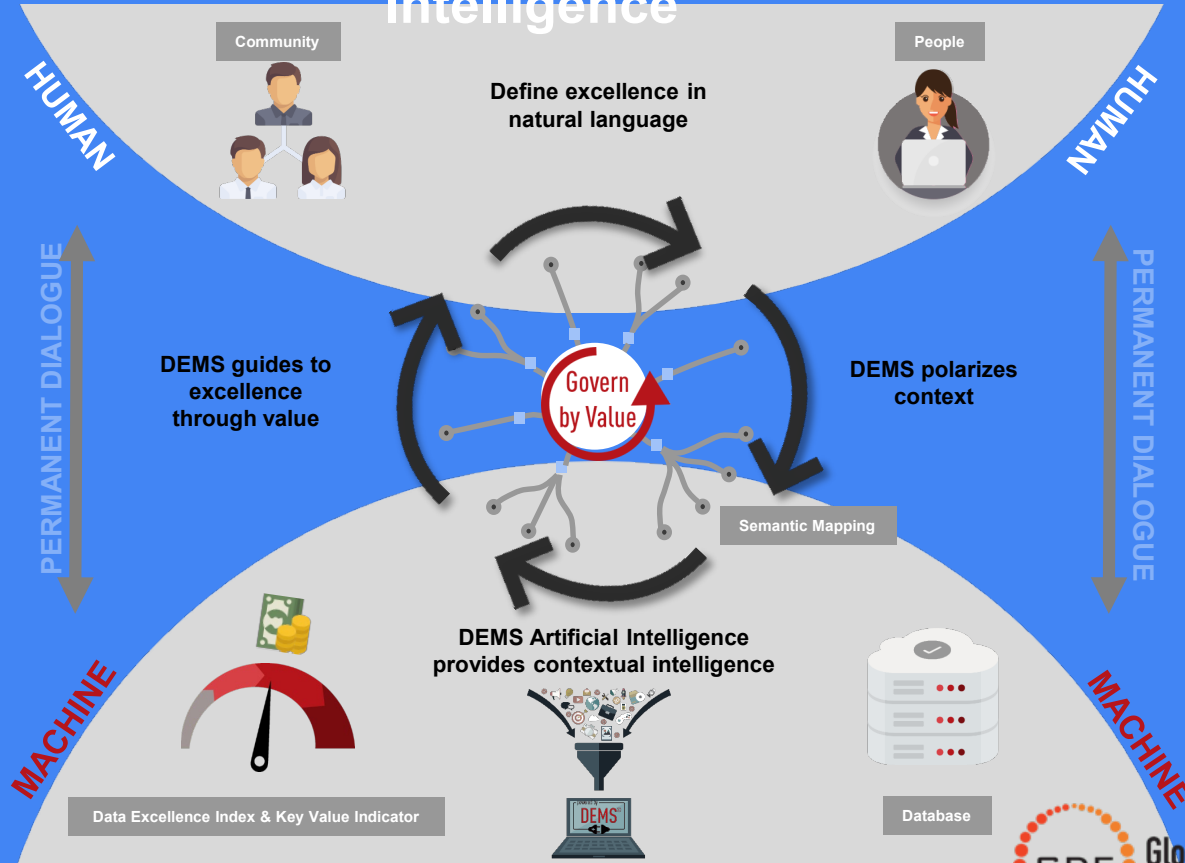 Intelligence
Community
People
HUMAN
HUMAN
Define excellence in
natural language
PERMANENT DIALOGUE
PERMANENT DIALOGUE
DEMS guides to
excellence
through value
Govern
by Value
DEMS polarizes
context
Semantic Mapping
DEMS Artificial Intelligence
provides contextual intelligence
MACHINE
MACHINE
DEMS
Data Excellence Index & Key Value Indicator
Database